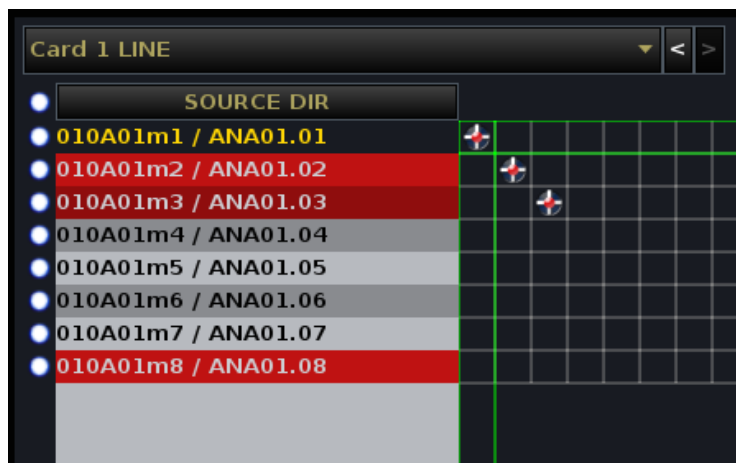 Card 1 LINE
< >
SOURCE DIR
010A01m1 / ANA01.01
010A01m2 / ANA01.02
010A01m3 / ANA01.03
010A01m4 / ANA01.04
010A01m5 / ANA01.05
010A01m6 / ANA01.06
010A01m7 / ANA01.07
010A01m8 / ANA01.08